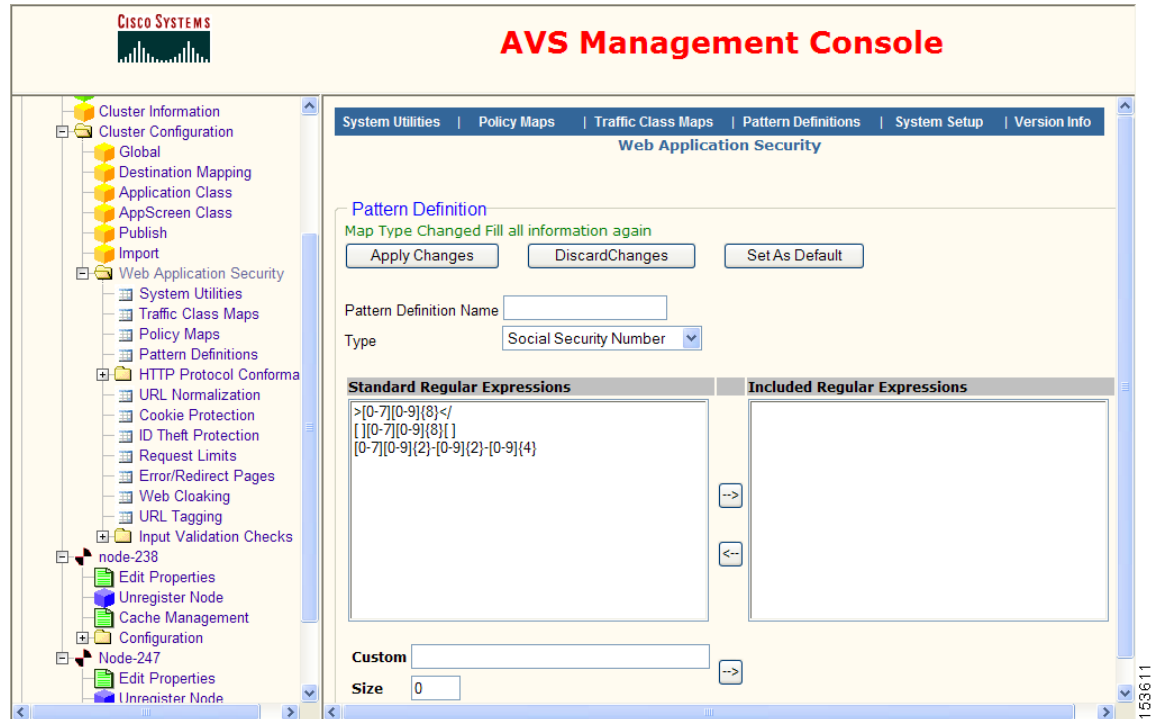 CISCO SYSTEMS
AVS Management Console
Cluster Information
Cluster Configuration
Global
Destination Mapping
Application Class
AppScreen Class
Publish
Import
Web Application Security
System Utilities
Traffic Class Maps
Policy Maps
Pattern Definitions
HTTP Protocol Conforma
URL Normalization
Cookie Protection
ID Theft Protection
Request Limits
Error/Redirect Pages
Web Cloaking
URL Tagging
Input Validation Checks
node-238
Edit Properties
Unregister Node
Cache Management
Configuration
Node-247
Edit Properties
Unregister Node
System Utilities | Policy Maps | Traffic Class Maps | Pattern Definitions | System Setup | Version Info
Web Application Security
Pattern Definition
Map Type Changed Fill all information again
Apply Changes DiscardChanges Set As Default
Pattern Definition Name
Type Social Security Number
Standard Regular Expressions Included Regular Expressions
>[0-7][0-9]{8}</
[ ][0-7][0-9]{8}[ ]
[0-7][0-9]{2}-[0-9]{2}-[0-9]{4}
-->
<--
Custom -->
Size 0
153611